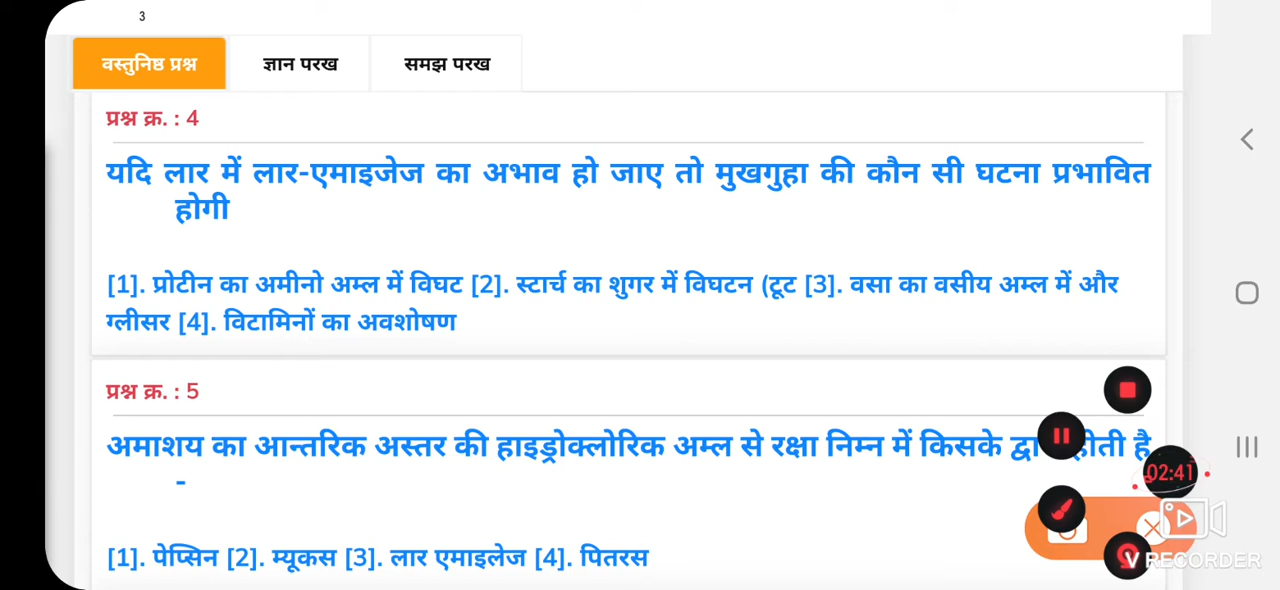 3
वस्तुनिष्ठ प्रश्न ज्ञान परख समझ परख
प्रश्न क्र. : 4
यदि लार में लार-एमाइजेज का अभाव हो जाए तो मुखगुहा की कौन सी घटना प्रभावित
होगी
[1]. प्रोटीन का अमीनो अम्ल में विघट [2]. स्टार्च का शुगर में विघटन (टूट [3]. वसा का वसीय अम्ल में और
ग्लीसर [4]. विटामिनों का अवशोषण
प्रश्न क्र. : 5
अमाशय का आन्तरिक अस्तर की हाइड्रोक्लोरिक अम्ल से रक्षा निम्न में किसके होती है
-
02:41
[1]. पेप्सिन [2]. म्यूकस [3]. लार एमाइलेज [4]. पितरस
V RECORDER